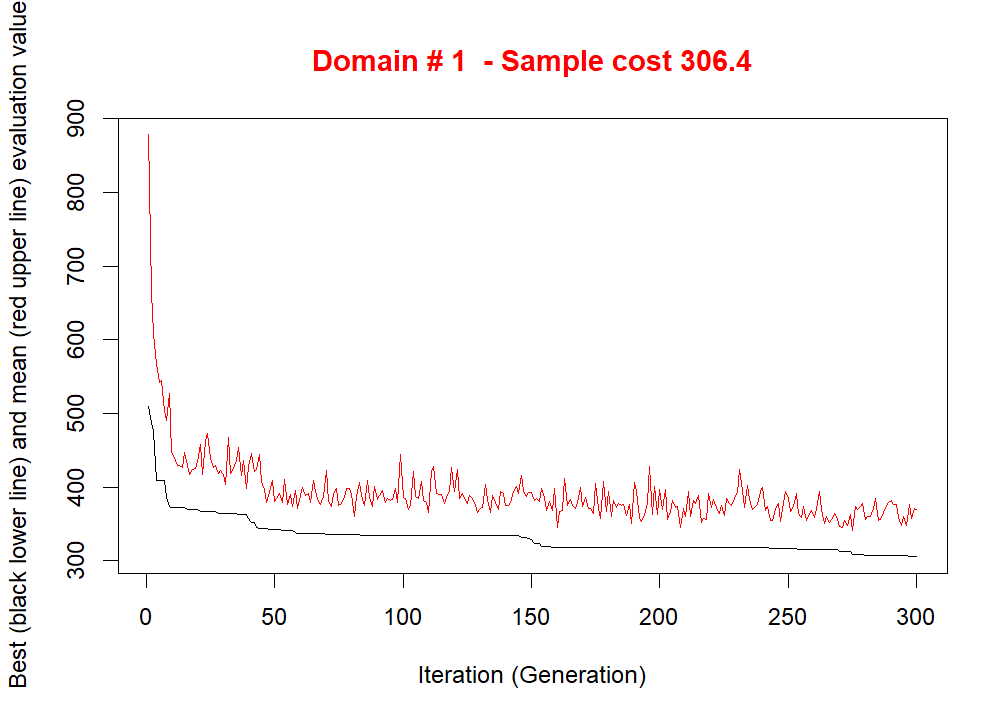 Domain # 1  - Sample cost 306.4
Best (black lower line) and mean (red upper line) evaluation value
900
800
700
600
500
400
300
0 50 100 150 200 250 300
Iteration (Generation)